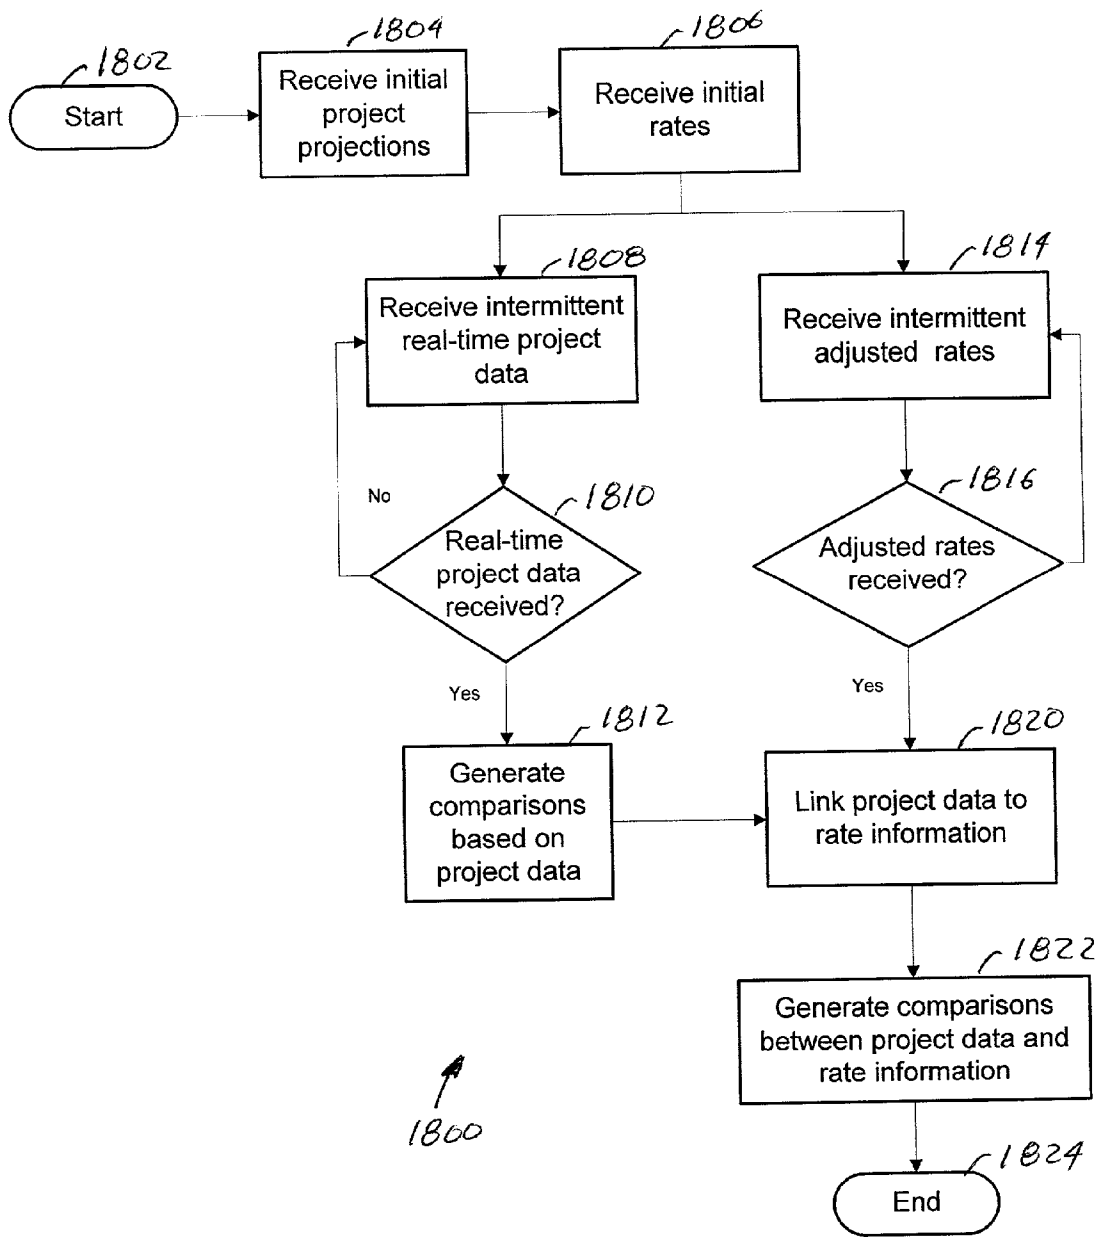 1802
Start
1804
Receive initial
project
projections
1806
Receive initial
rates
1808
Receive intermittent
real-time project
data
1814
Receive intermittent
adjusted rates
No
1810
Real-time
project data
received?
1816
Adjusted rates
received?
Yes
Yes
1812
Generate
comparisons
based on
project data
1820
Link project data to
rate information
1822
Generate comparisons
between project data and
rate information
1800
1824
End